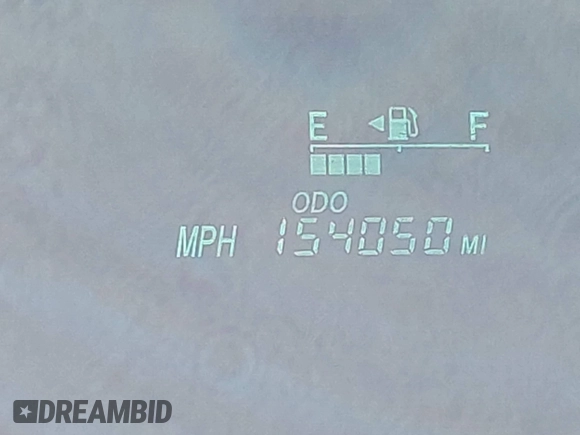 E F
ODO
MPH 154050 MI
DREAMBID